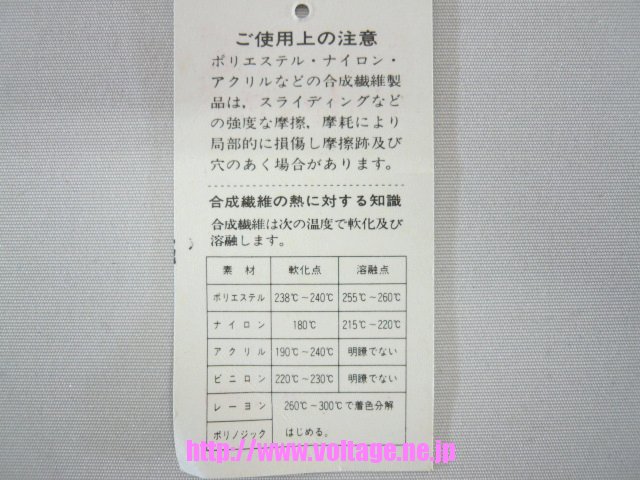 ご使用上の注意
ポリエステル・ナイロン・
アクリルなどの合成繊維製
品は，スライディングなど
の強度な摩擦，摩耗により
局部的に損傷し摩擦跡及び
穴のあく場合があります。
合成繊維の熱に対する知識
合成繊維は次の温度で軟化及び
溶融します。
素材 軟化点 溶融点
ポリエステル 238℃～240℃ 255℃～260℃
ナイロン 180℃ 215℃～220℃
アクリル 190℃～240℃ 明瞭でない
ビニロン 220℃～230℃ 明瞭でない
レーヨン 260℃～300℃で着色分解
ポリノジック はじめる。
http://www.voltage.ne.jp